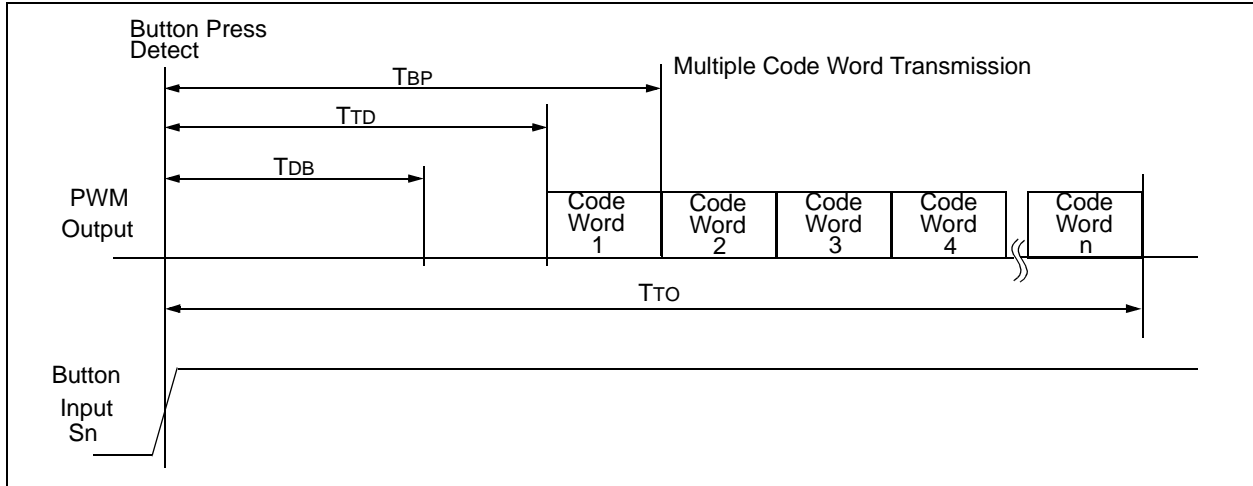 Button Press
Detect
Multiple Code Word Transmission
TBP
TTD
TDB
PWM
Output
Code
Word
1
Code
Word
2
Code
Word
3
Code
Word
4
Code
Word
n
TTO
Button
Input
Sn